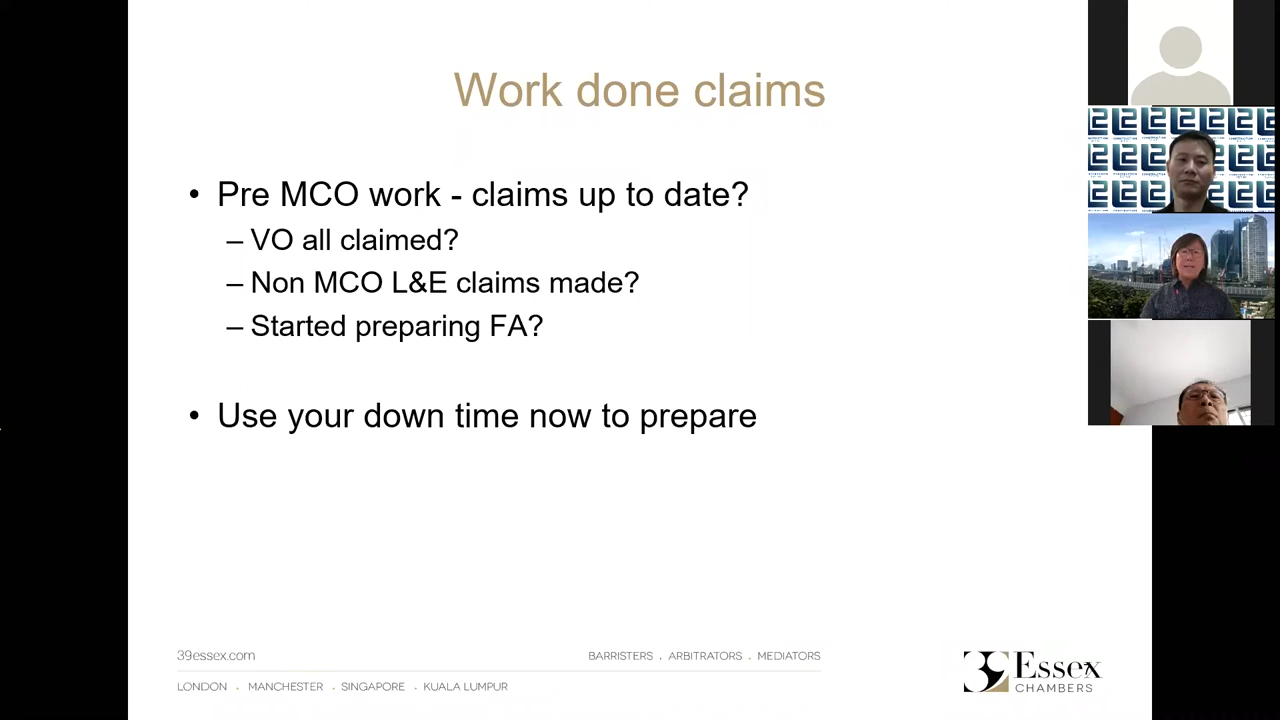 Work done claims
• Pre MCO work - claims up to date?
– VO all claimed?
– Non MCO L&E claims made?
– Started preparing FA?
• Use your down time now to prepare
39essex.com
BARRISTERS . ARBITRATORS . MEDIATORS
LONDON . MANCHESTER . SINGAPORE . KUALA LUMPUR
39 Essex
CHAMBERS